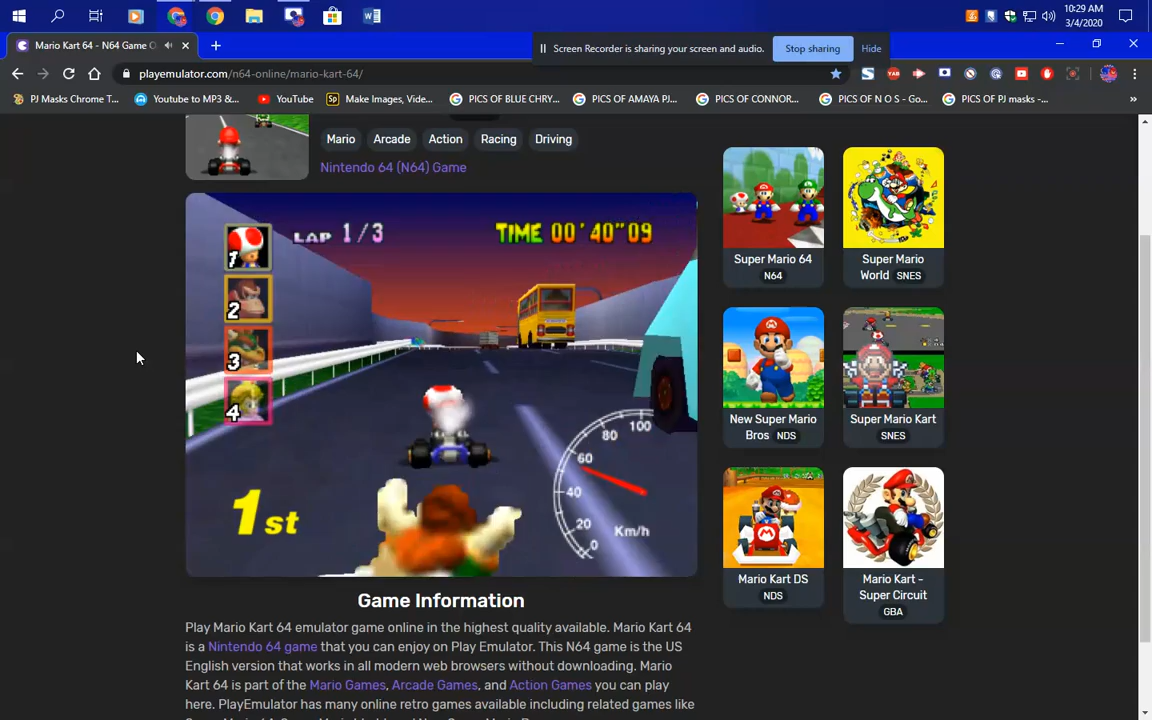 10:29 AM
3/4/2020
Mario Kart 64 - N64 Game O
Screen Recorder is sharing your screen and audio.
Stop sharing
Hide
playemulator.com/n64-online/mario-kart-64/
PJ Masks Chrome T...
Youtube to MP3 &...
YouTube
Make Images, Vide...
PICS OF BLUE CHRY...
PICS OF AMAYA PJ...
PICS OF CONNOR...
PICS OF N O S - Go...
PICS OF PJ masks -...
Mario
Arcade
Action
Racing
Driving
Nintendo 64 (N64) Game
LAP 1/3
TIME 00'40"09
1
2
3
4
1st
100
80
60
40
20
0
Km/h
Super Mario 64
N64
Super Mario
World SNES
New Super Mario
Bros NDS
Super Mario Kart
SNES
Mario Kart DS
NDS
Mario Kart -
Super Circuit
GBA
Game Information
Play Mario Kart 64 emulator game online in the highest quality available. Mario Kart 64
is a Nintendo 64 game that you can enjoy on Play Emulator. This N64 game is the US
English version that works in all modern web browsers without downloading. Mario
Kart 64 is part of the Mario Games, Arcade Games, and Action Games you can play
here. PlayEmulator has many online retro games available including related games like